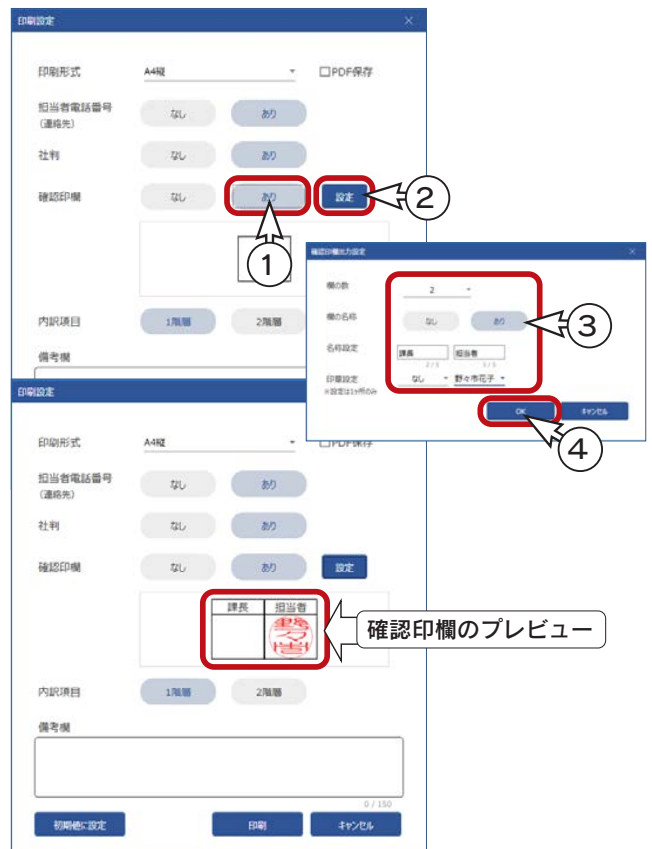 印刷設定
印刷形式 A4縦 PDF保存
担当者電話番号 なし あり
(連絡先)
社判 なし あり
確認印欄 なし あり 設定
①
②
内訳項目 1階層 2階層
備考欄
確認印欄出力設定
欄の数 2
欄の名称 なし あり
③
名称設定 課長 担当者
2 / 5 3 / 5
印章設定 なし 野々市花子
※設定は1ヶ所のみ
OK キャンセル
④
印刷設定
印刷形式 A4縦 PDF保存
担当者電話番号 なし あり
(連絡先)
社判 なし あり
確認印欄 なし あり 設定
課長 担当者
野々市
確認印欄のプレビュー
内訳項目 1階層 2階層
備考欄
0 / 150
初期値に設定 印刷 キャンセル